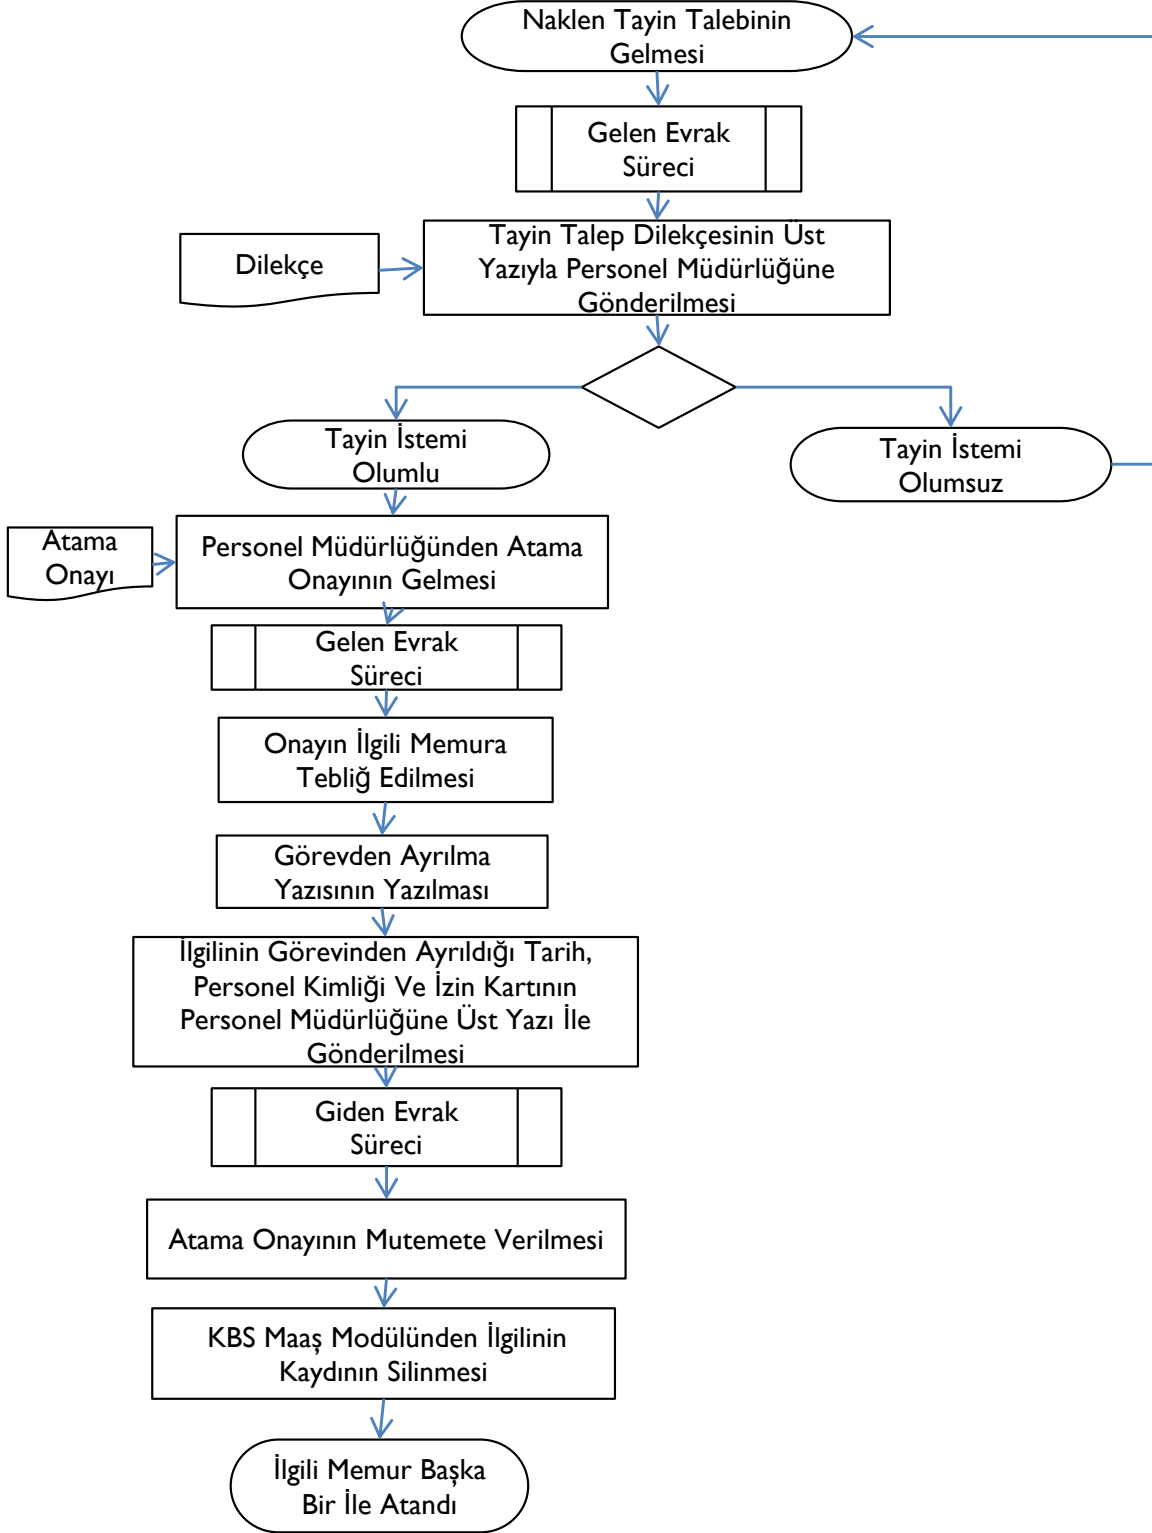 Naklen Tayin Talebinin
Gelmesi
Gelen Evrak
Süreci
Tayin Talep Dilekçesinin Üst
Yazıyla Personel Müdürlüğüne
Gönderilmesi
Dilekçe
Tayin İstemi
Olumlu
Tayin İstemi
Olumsuz
Atama
Onayı
Personel Müdürlüğünden Atama
Onayının Gelmesi
Gelen Evrak
Süreci
Onayın İlgili Memura
Tebliğ Edilmesi
Görevden Ayrılma
Yazısının Yazılması
İlgilinin Görevinden Ayrıldığı Tarih,
Personel Kimliği Ve İzin Kartının
Personel Müdürlüğüne Üst Yazı İle
Gönderilmesi
Giden Evrak
Süreci
Atama Onayının Mutemete Verilmesi
KBS Maaş Modülünden İlgilinin
Kaydının Silinmesi
İlgili Memur Başka
Bir İle Atandı